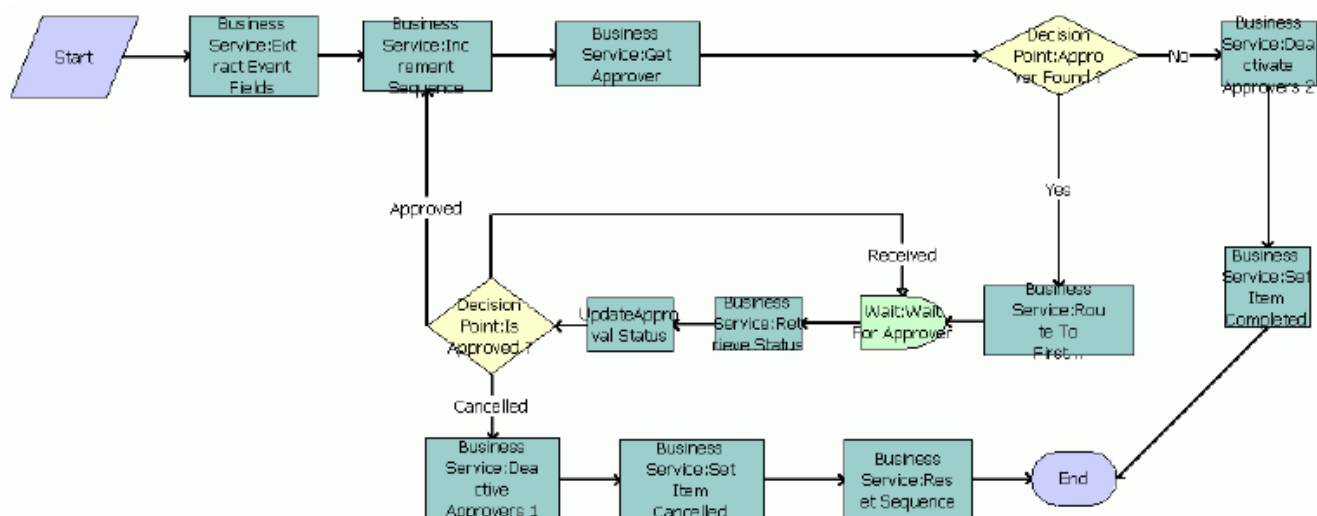 Start
Business
Service:Ext
ract Event
Fields
Business
Service:Inc
rement
Sequence
Business
Service:Get
Approver
Decision
Point:Appro
ver Found ?
No
Business
Service:Dea
ctivate
Approvers 2
Yes
Approved
Received
Business
Service:Set
Item
Completed
Decision
Point:Is
Approved ?
UpdateAppro
val Status
Business
Service:Ret
rieve Status
Wait:Wait
For Approver
Business
Service:Rou
te To
First...
Cancelled
Business
Service:Dea
ctive
Approvers 1
Business
Service:Set
Item
Cancelled
Business
Service:Res
et Sequence
End